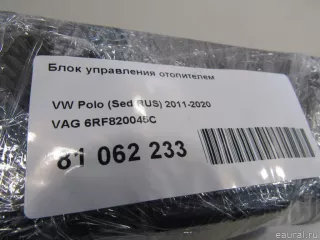 Блок управления отопителем
VW Polo (Sed RUS) 2011-2020
VAG 6RF820045C
81 062 233
eaural.ru